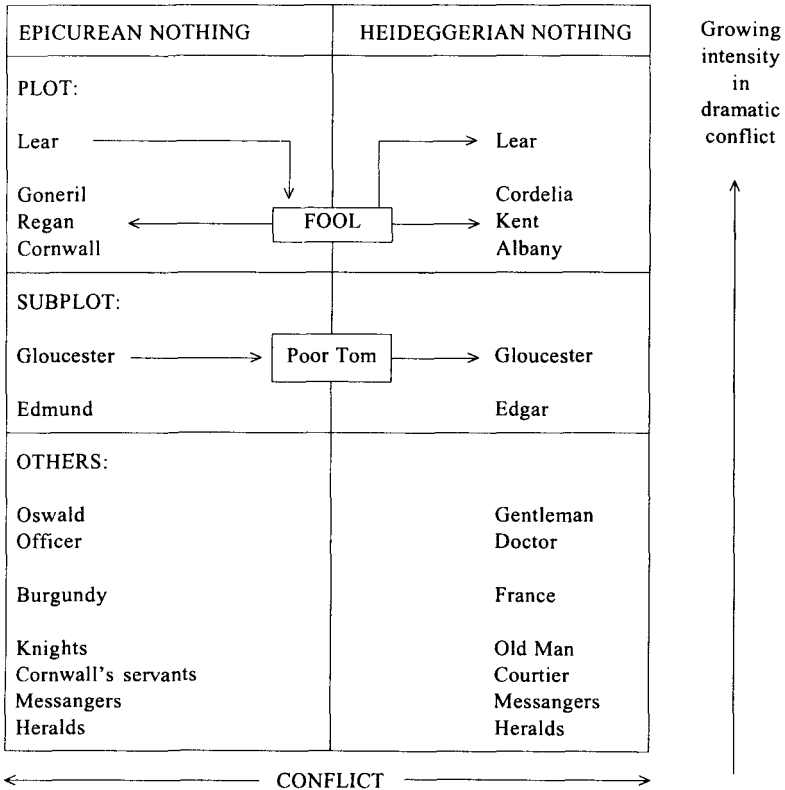 EPICUREAN NOTHING HEIDEGGERIAN NOTHING
PLOT:
Lear Lear
Goneril Cordelia
Regan FOOL Kent
Cornwall Albany
SUBPLOT:
Gloucester Poor Tom Gloucester
Edmund Edgar
OTHERS:
Oswald Gentleman
Officer Doctor
Burgundy France
Knights Old Man
Cornwall's servants Courtier
Messangers Messangers
Heralds Heralds
CONFLICT
Growing
intensity
in
dramatic
conflict